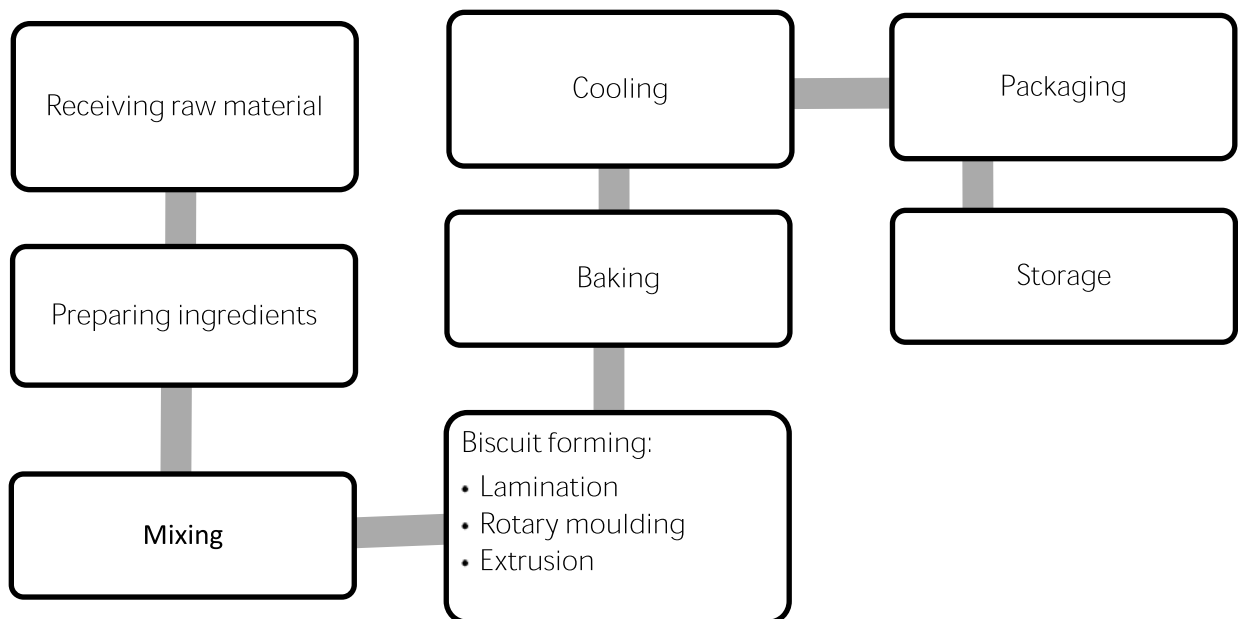 Receiving raw material
Preparing ingredients
Mixing
Biscuit forming:
• Lamination
• Rotary moulding
• Extrusion
Baking
Cooling
Packaging
Storage